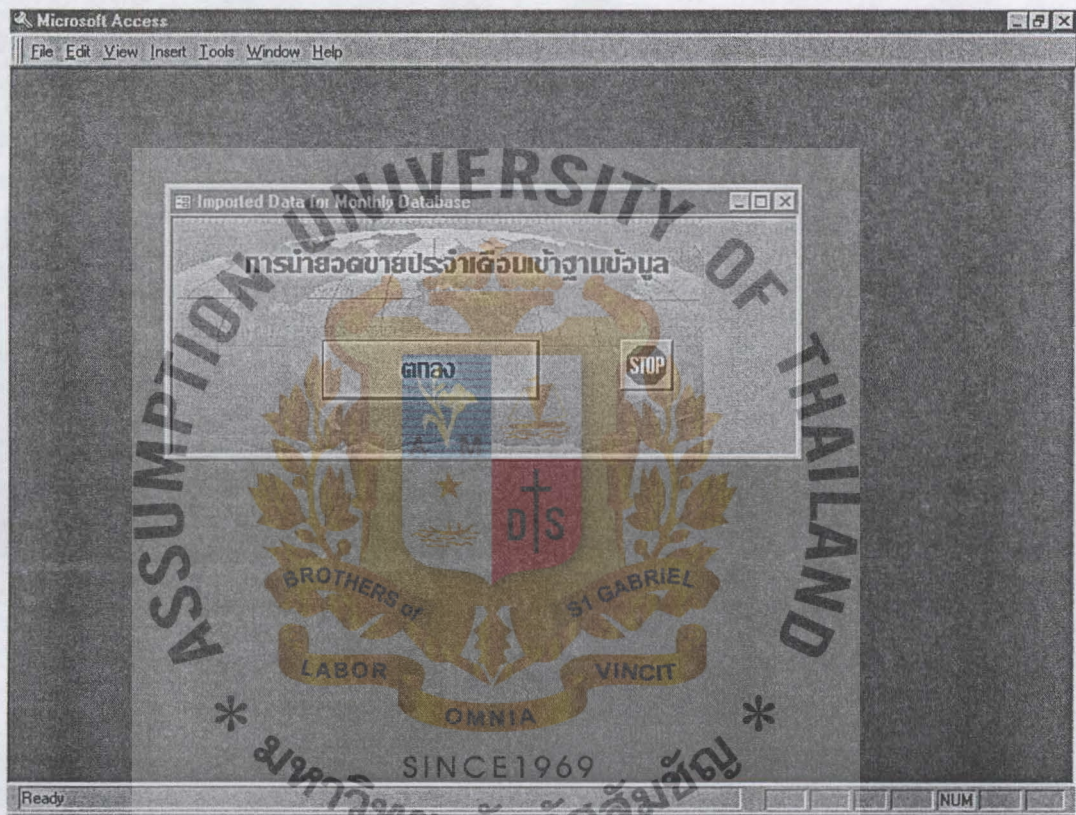 Microsoft Access
File Edit View Insert Tools Window Help
Imported Data for Monthly Database
การนำยอดขายประจำเดือนเข้าฐานข้อมูล
ตกลง
STOP
ASSUMPTION UNIVERSITY OF THAILAND
A M
D S
BROTHERS of ST GABRIEL
LABOR
VINCIT
OMNIA
SINCE1969
Ready
NUM